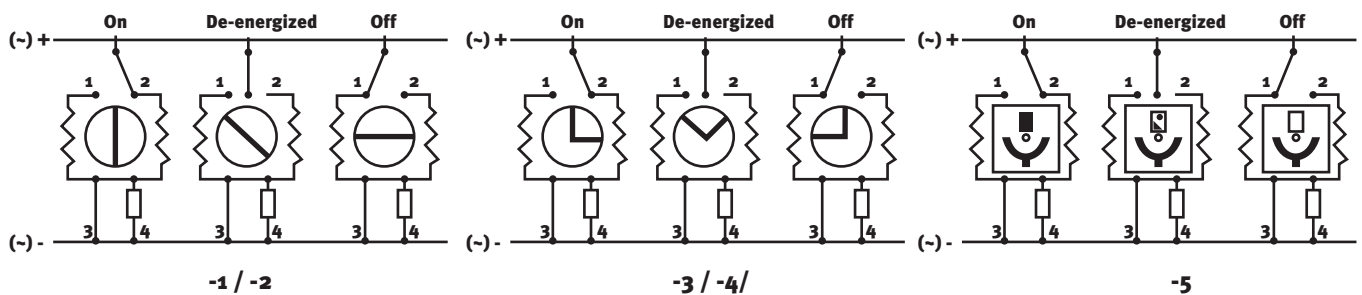 On De-energized Off On De-energized Off On De-energized Off
(~) + (~) + (~) +
1 2 1 2 1 2 1 2 1 2 1 2 1 2 1 2 1 2
3 4 3 4 3 4 3 4 3 4 3 4 3 4 3 4 3 4
(~) - (~) - (~) -
-1 / -2 -3 / -4/ -5